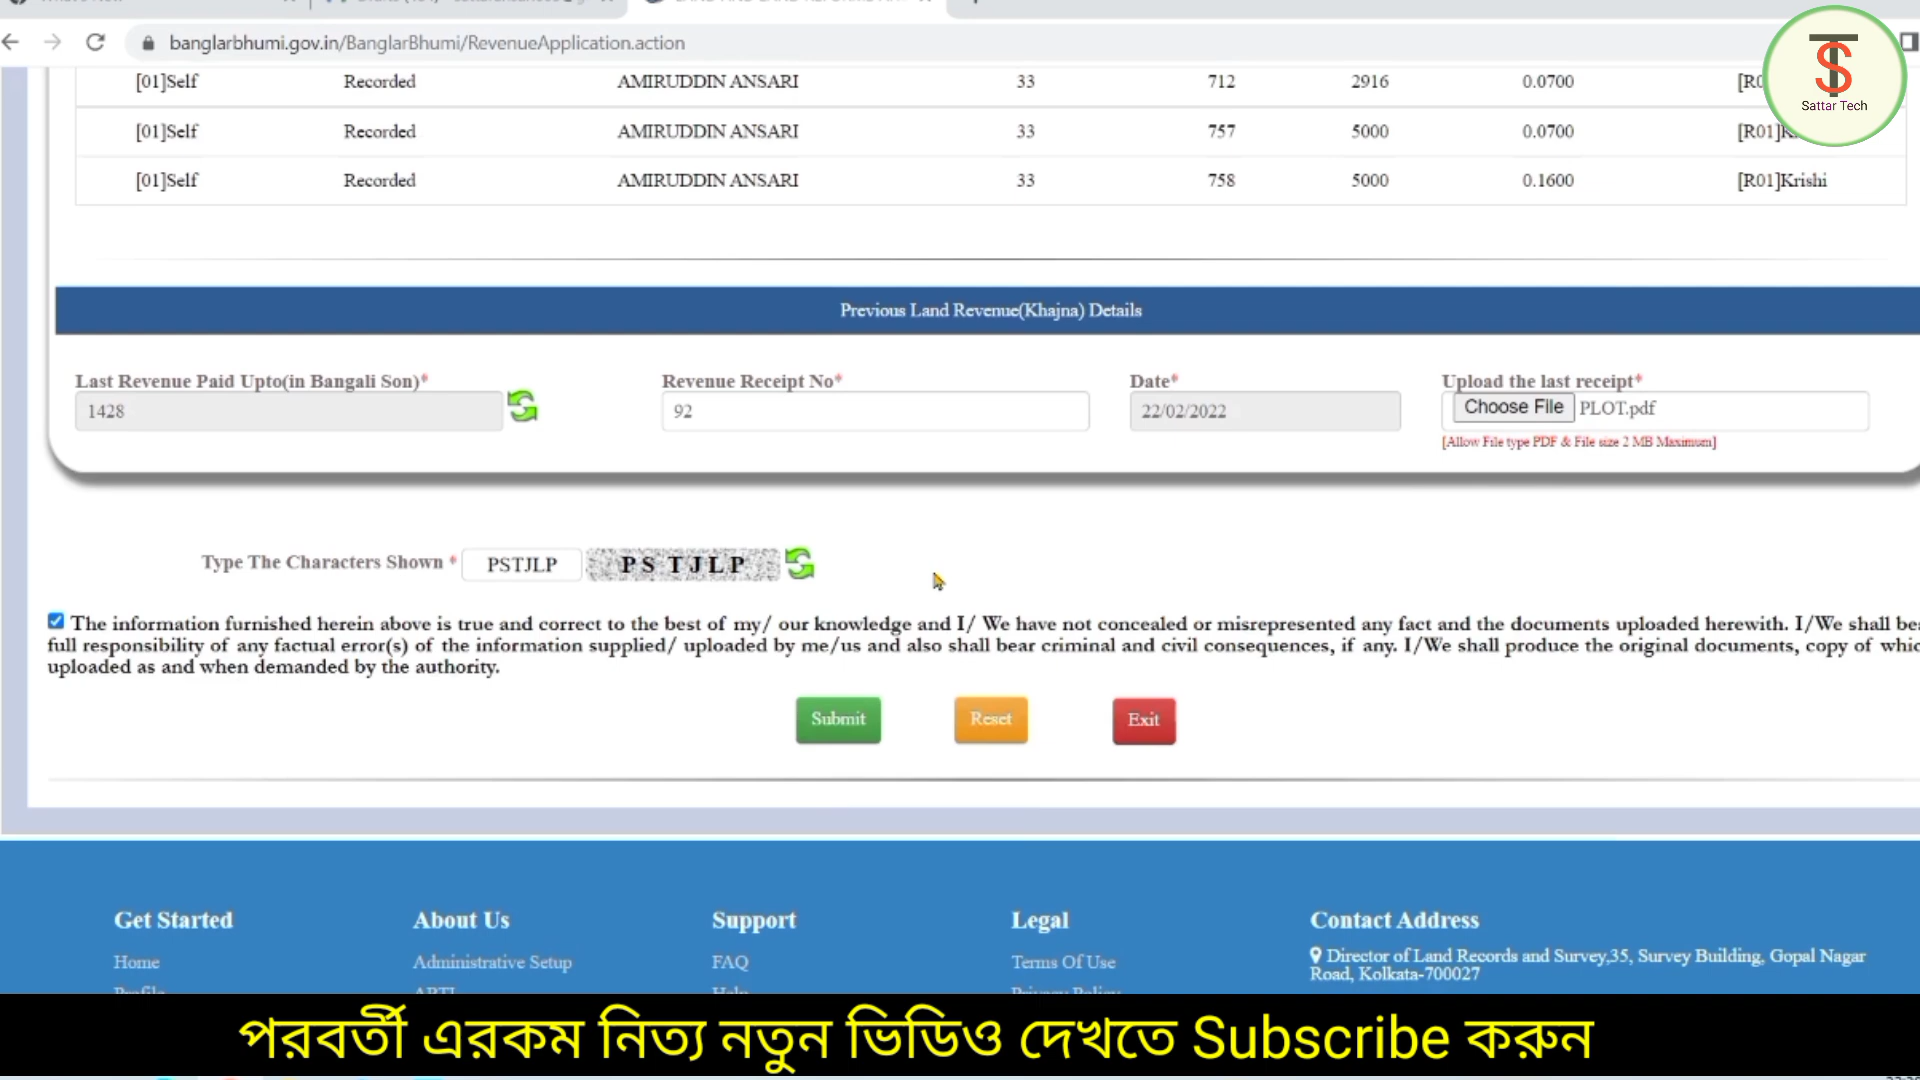 banglarbhumi.gov.in/BanglarBhumi/RevenueApplication.action
Sattar Tech
[01]Self Recorded AMIRUDDIN ANSARI 33 712 2916 0.0700
[01]Self Recorded AMIRUDDIN ANSARI 33 757 5000 0.0700
[01]Self Recorded AMIRUDDIN ANSARI 33 758 5000 0.1600 [R01]Krishi
Previous Land Revenue(Khajna) Details
Last Revenue Paid Upto(in Bangali Son)* Revenue Receipt No* Date* Upload the last receipt*
1428 92 22/02/2022 Choose File PLOT.pdf
[Allow File type PDF & File size 2 MB Maximum]
Type The Characters Shown * PSTJLP PSTJLP
The information furnished herein above is true and correct to the best of my/ our knowledge and I/ We have not concealed or misrepresented any fact and the documents uploaded herewith. I/We shall
full responsibility of any factual error(s) of the information supplied/ uploaded by me/us and also shall bear criminal and civil consequences, if any. I/We shall produce the original documents, copy of
uploaded as and when demanded by the authority.
Submit Reset Exit
Get Started About Us Support Legal Contact Address
Home Administrative Setup FAQ Terms Of Use Director of Land Records and Survey,35, Survey Building, Gopal Nagar
Road, Kolkata-700027
পরবর্তী এরকম নিত্য নতুন ভিডিও দেখতে Subscribe করুন